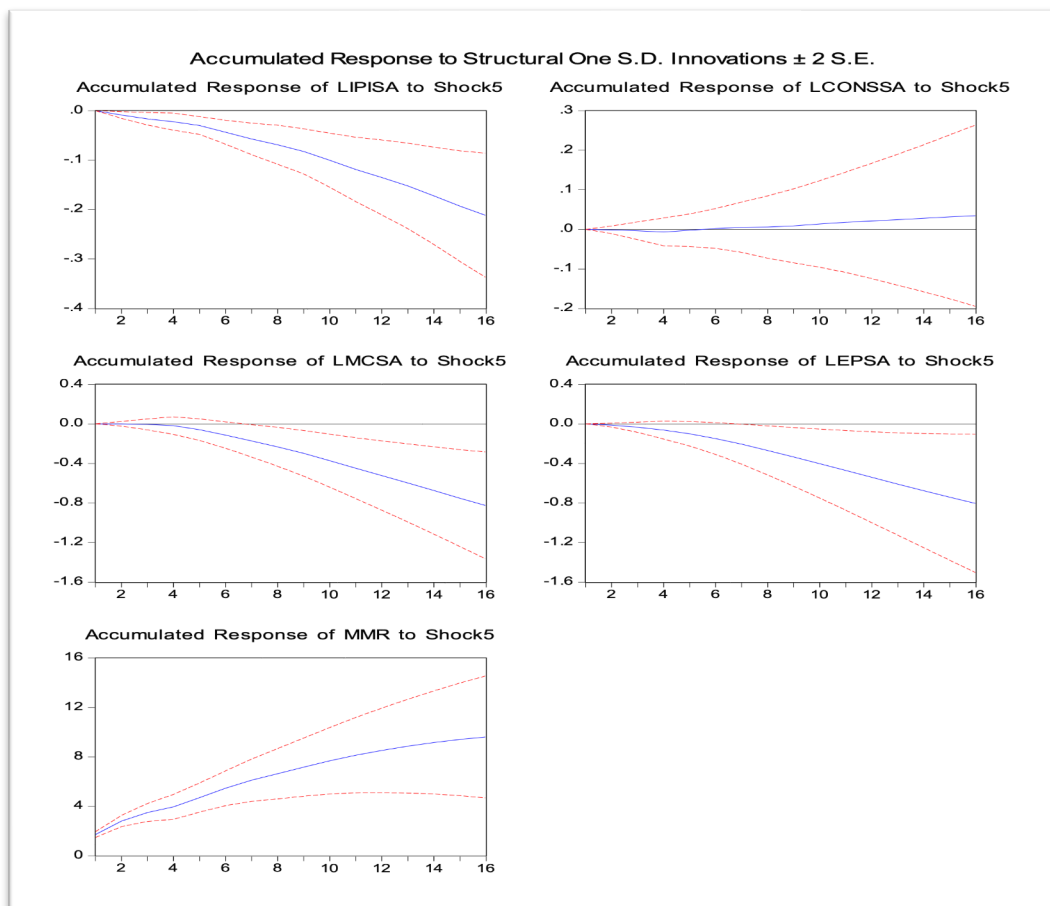 Accumulated Response to Structural One S.D. Innovations ± 2 S.E.
Accumulated Response of LIPISA to Shock5
.0
-.1
-.2
-.3
-.4
2 4 6 8 10 12 14 16
Accumulated Response of LCONSSA to Shock5
.3
.2
.1
.0
-.1
-.2
2 4 6 8 10 12 14 16
Accumulated Response of LMCSA to Shock5
0.4
0.0
-0.4
-0.8
-1.2
-1.6
2 4 6 8 10 12 14 16
Accumulated Response of LEPSA to Shock5
0.4
0.0
-0.4
-0.8
-1.2
-1.6
2 4 6 8 10 12 14 16
Accumulated Response of MMR to Shock5
16
12
8
4
0
2 4 6 8 10 12 14 16